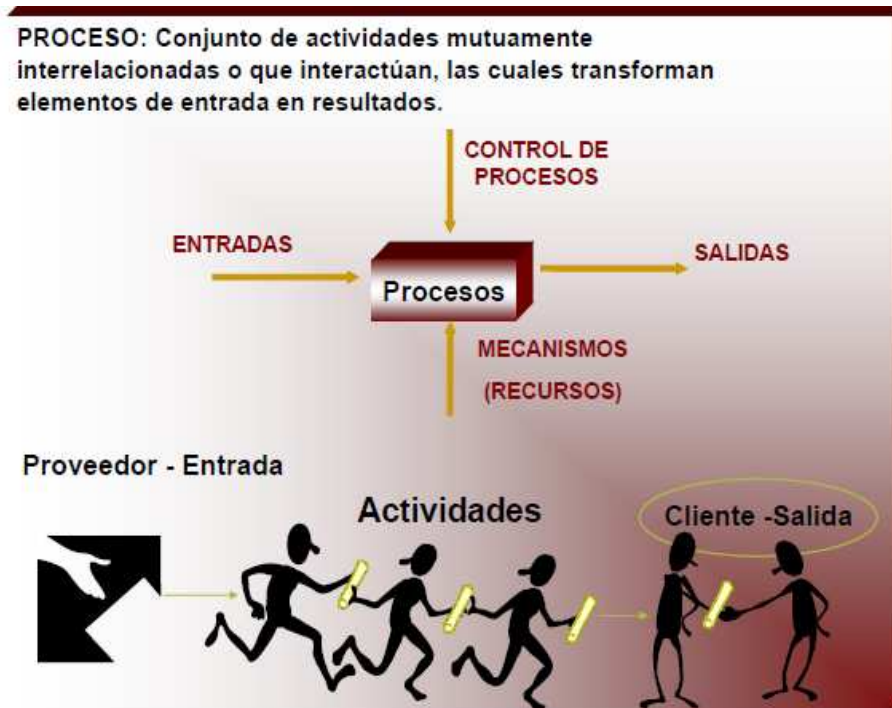 PROCESO: Conjunto de actividades mutuamente
interrelacionadas o que interactúan, las cuales transforman
elementos de entrada en resultados.
CONTROL DE
PROCESOS
ENTRADAS
SALIDAS
Procesos
MECANISMOS
(RECURSOS)
Proveedor - Entrada
Actividades
Cliente -Salida